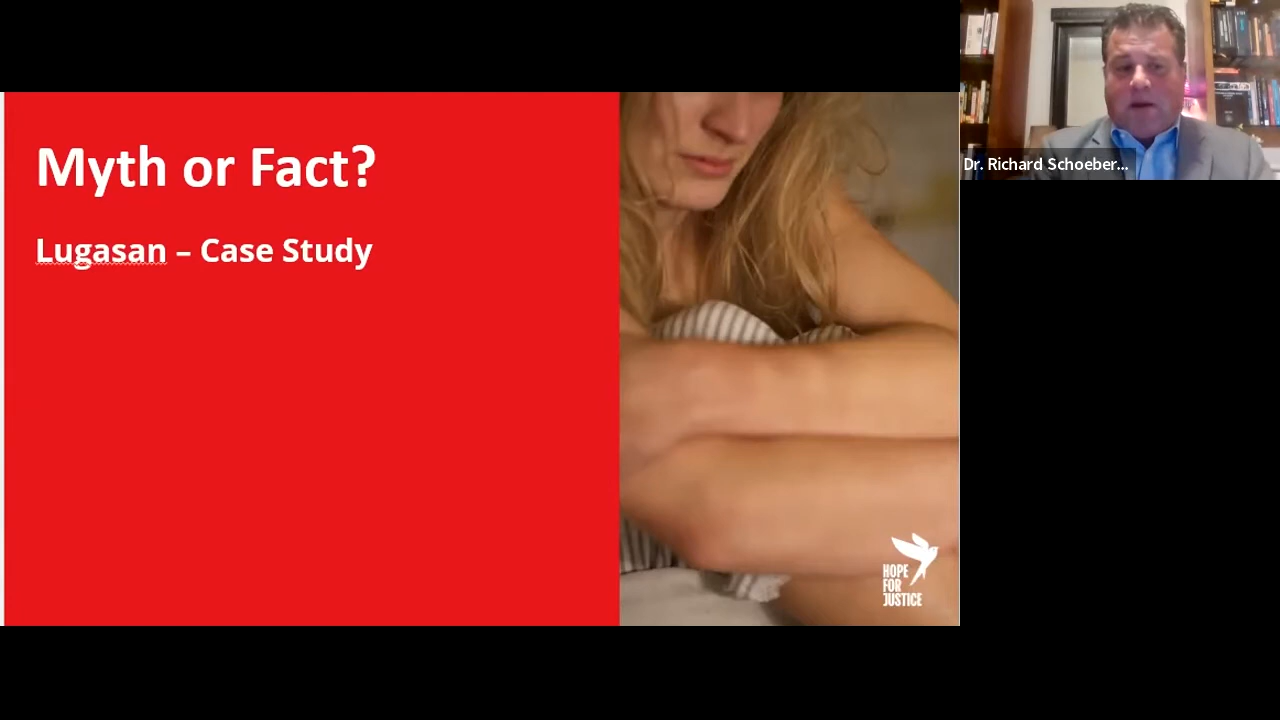 Myth or Fact?
Lugasan – Case Study
HOPE
FOR
JUSTICE
Dr. Richard Schoeber...